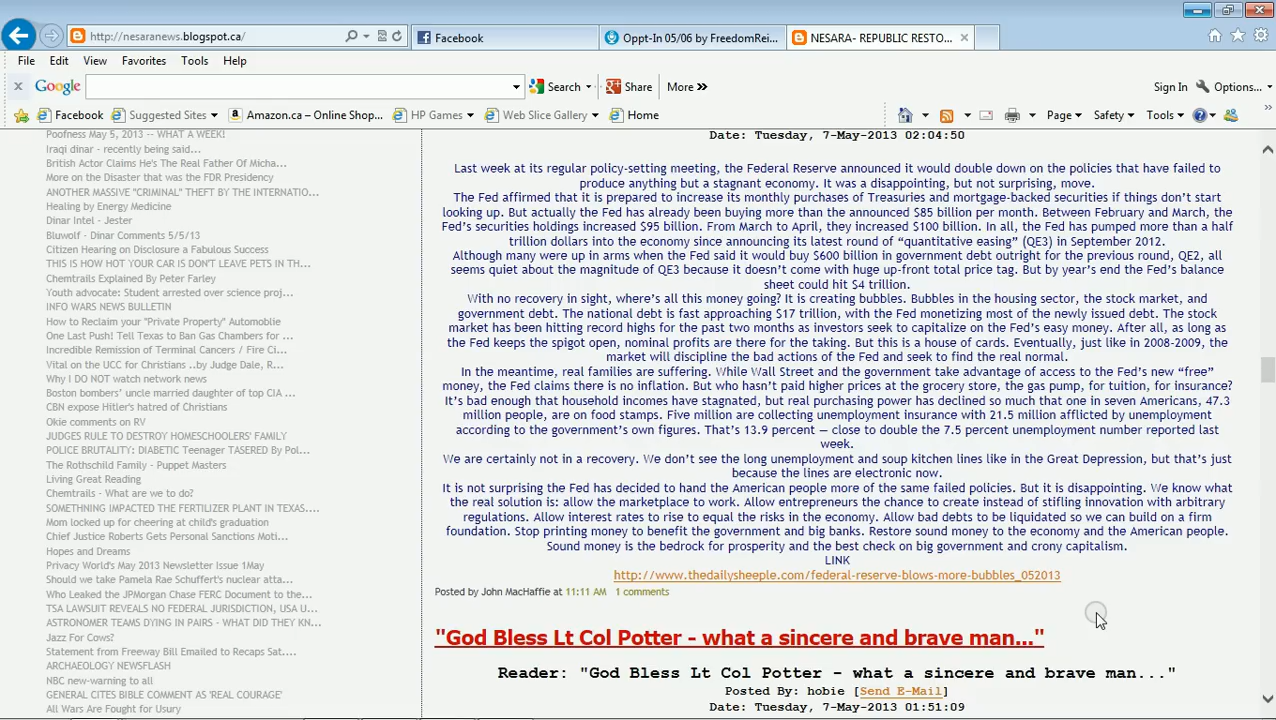 http://nesaranews.blogspot.ca/
Facebook
Oppt-In 05/06 by FreedomRei...
NESARA- REPUBLIC RESTO...
File Edit View Favorites Tools Help
Google
Search
Share
More
Sign In
Options...
Facebook
Suggested Sites
Amazon.ca – Online Shop...
HP Games
Web Slice Gallery
Home
Page
Safety
Tools
Poofness May 5, 2013 -- WHAT A WEEK!
Iraqi dinar - recently being said...
British Actor Claims He's The Real Father Of Micha...
More on the Disaster that was the FDR Presidency
ANOTHER MASSIVE "CRIMINAL" THEFT BY THE INTERNATIO...
Healing by Energy Medicine
Dinar Intel - Jester
Bluwolf - Dinar Comments 5/5/13
Citizen Hearing on Disclosure a Fabulous Success
THIS IS HOW HOT YOUR CAR IS DON'T LEAVE PETS IN TH...
Chemtrails Explained By Peter Farley
Youth advocate: Student arrested over science proj...
INFO WARS NEWS BULLETIN
How to Reclaim your "Private Property" Automoblie
One Last Push! Tell Texas to Ban Gas Chambers for ...
Incredible Remission of Terminal Cancers / Fire Ci...
Vital on the UCC for Christians ..by Judge Dale, R...
Why I DO NOT watch network news
Boston bombers' uncle married daughter of top CIA ...
CBN expose Hitler's hatred of Christians
Okie comments on RV
JUDGES RULE TO DESTROY HOMESCHOOLERS' FAMILY
POLICE BRUTALITY: DIABETIC Teenager TASERED By Pol...
The Rothschild Family - Puppet Masters
Living Great Reading
Chemtrails - What are we to do?
SOMETHING IMPACTED THE FERTILIZER PLANT IN TEXAS....
Mom locked up for cheering at child's graduation
Chief Justice Roberts Gets Personal Sanctions Moti...
Hopes and Dreams
Privacy World's May 2013 Newsletter Issue 1May
Should we take Pamela Rae Schuffert's nuclear atta...
Who Leaked the JPMorgan Chase FERC Document to the...
TSA LAWSUIT REVEALS NO FEDERAL JURISDICTION, USA U...
ASTRONOMER TEAMS DYING IN PAIRS - WHAT DID THEY KN...
Jazz For Cows?
Statement from Freeway Bill Emailed to Recaps Sat....
ARCHAEOLOGY NEWSFLASH
NBC new-warning to all
GENERAL CITES BIBLE COMMENT AS 'REAL COURAGE'
All Wars Are Fought for Usury
Date: Tuesday, 7-May-2013 02:04:50
Last week at its regular policy-setting meeting, the Federal Reserve announced it would double down on the policies that have failed to
produce anything but a stagnant economy. It was a disappointing, but not surprising, move.
The Fed affirmed that it is prepared to increase its monthly purchases of Treasuries and mortgage-backed securities if things don't start
looking up. But actually the Fed has already been buying more than the announced $85 billion per month. Between February and March, the
Fed's securities holdings increased $95 billion. From March to April, they increased $100 billion. In all, the Fed has pumped more than a half
trillion dollars into the economy since announcing its latest round of “quantitative easing” (QE3) in September 2012.
Although many were up in arms when the Fed said it would buy $600 billion in government debt outright for the previous round, QE2, all
seems quiet about the magnitude of QE3 because it doesn't come with huge up-front total price tag. But by year's end the Fed's balance
sheet could hit $4 trillion.
With no recovery in sight, where's all this money going? It is creating bubbles. Bubbles in the housing sector, the stock market, and
government debt. The national debt is fast approaching $17 trillion, with the Fed monetizing most of the newly issued debt. The stock
market has been hitting record highs for the past two months as investors seek to capitalize on the Fed's easy money. After all, as long as
the Fed keeps the spigot open, nominal profits are there for the taking. But this is a house of cards. Eventually, just like in 2008-2009, the
market will discipline the bad actions of the Fed and seek to find the real normal.
In the meantime, real families are suffering. While Wall Street and the government take advantage of access to the Fed's new “free”
money, the Fed claims there is no inflation. But who hasn't paid higher prices at the grocery store, the gas pump, for tuition, for insurance?
It's bad enough that household incomes have stagnated, but real purchasing power has declined so much that one in seven Americans, 47.3
million people, are on food stamps. Five million are collecting unemployment insurance with 21.5 million afflicted by unemployment
according to the government's own figures. That's 13.9 percent — close to double the 7.5 percent unemployment number reported last
week.
We are certainly not in a recovery. We don't see the long unemployment and soup kitchen lines like in the Great Depression, but that's just
because the lines are electronic now.
It is not surprising the Fed has decided to hand the American people more of the same failed policies. But it is disappointing. We know what
the real solution is: allow the marketplace to work. Allow entrepreneurs the chance to create instead of stifling innovation with arbitrary
regulations. Allow interest rates to rise to equal the risks in the economy. Allow bad debts to be liquidated so we can build on a firm
foundation. Stop printing money to benefit the government and big banks. Restore sound money to the economy and the American people.
Sound money is the bedrock for prosperity and the best check on big government and crony capitalism.
LINK
http://www.thedailysheeple.com/federal-reserve-blows-more-bubbles_052013
Posted by John MacHaffie at 11:11 AM 1 comments
"God Bless Lt Col Potter - what a sincere and brave man..."
Reader: "God Bless Lt Col Potter - what a sincere and brave man..."
Posted By: hobie [Send E-Mail]
Date: Tuesday, 7-May-2013 01:51:09